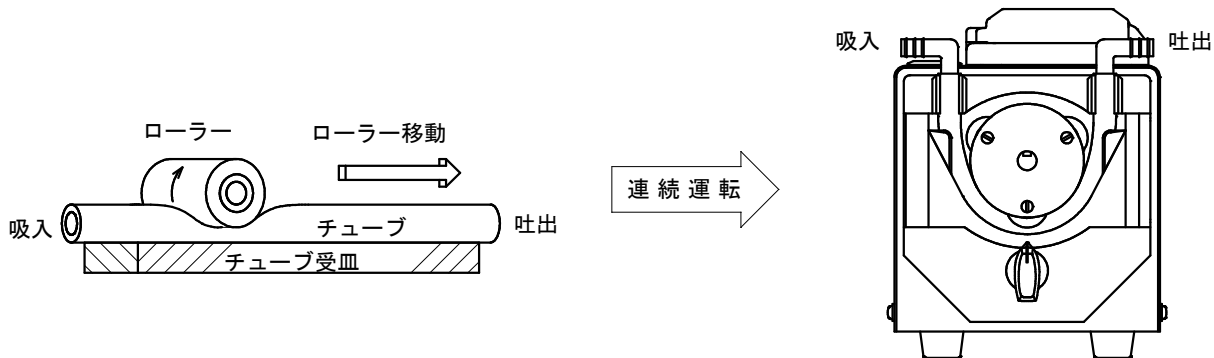 ローラー
ローラー移動
吸入
チューブ
吐出
チューブ受皿
連続運転
吸入
吐出